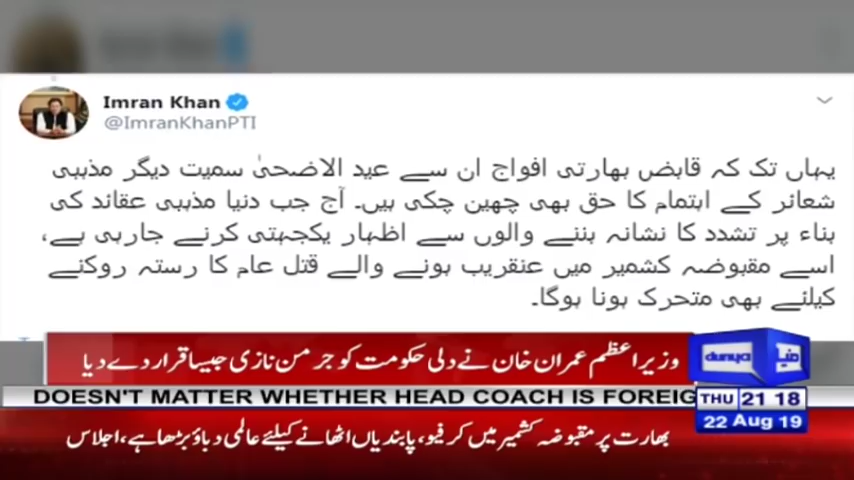 Imran Khan
@ImranKhanPTI
یہاں تک کہ قابض بھارتی افواج ان سے عید الاضحیٰ سمیت دیگر مذہبی
شعائر کے اہتمام کا حق بھی چھین چکی ہیں۔ آج جب دنیا مذہبی عقائد کی
بناء پر تشدد کا نشانہ بننے والوں سے اظہار یکجہتی کرنے جارہی ہے،
اسے مقبوضہ کشمیر میں عنقریب ہونے والے قتل عام کا رستہ روکنے
کیلئے بھی متحرک ہونا ہوگا۔
وزیراعظم عمران خان نے دلی حکومت کو جرمن نازی جیسا قرار دے دیا
dunya دنیا
DOESN'T MATTER WHETHER HEAD COACH IS FOREIG
THU 21 18
22 Aug 19
بھارت پر مقبوضہ کشمیر میں کرفیو، پابندیاں اٹھانے کیلئے عالمی دباؤ بڑھا ہے، اجلاس